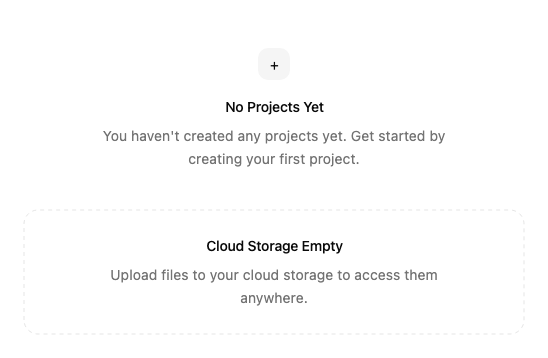 +
No Projects Yet
You haven't created any projects yet. Get started by
creating your first project.
Cloud Storage Empty
Upload files to your cloud storage to access them
anywhere.